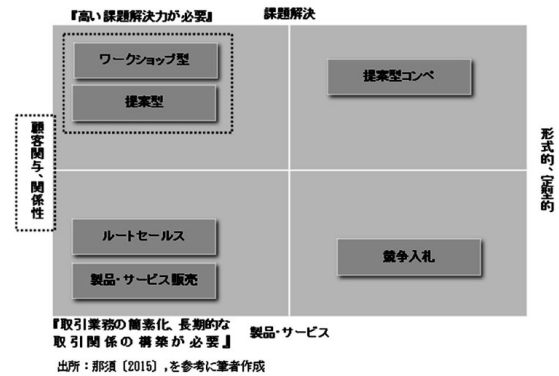 『高い課題解決力が必要』
課題解決
ワークショップ型
提案型
提案型コンペ
顧客関与、関係性
形式的、定型的
ルートセールス
製品・サービス販売
競争入札
『取引業務の簡素化、長期的な
取引関係の構築が必要』
製品・サービス
出所：那須〔2015〕,を参考に筆者作成